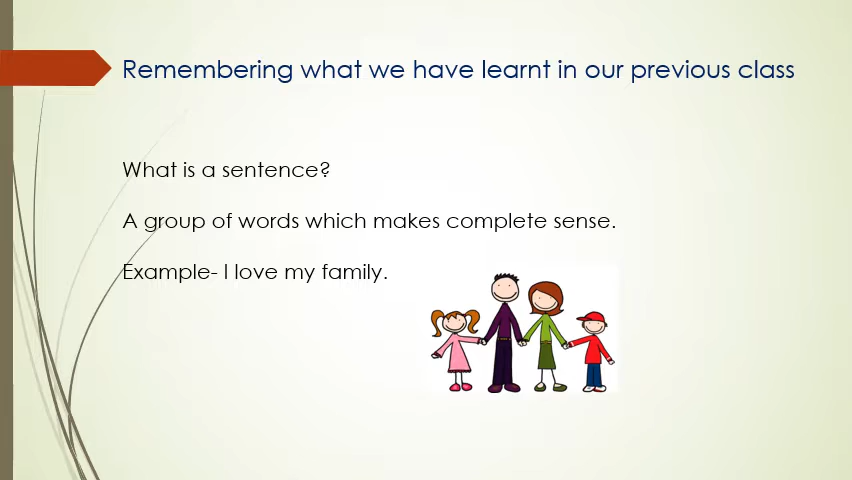 Remembering what we have learnt in our previous class
What is a sentence?
A group of words which makes complete sense.
Example- I love my family.